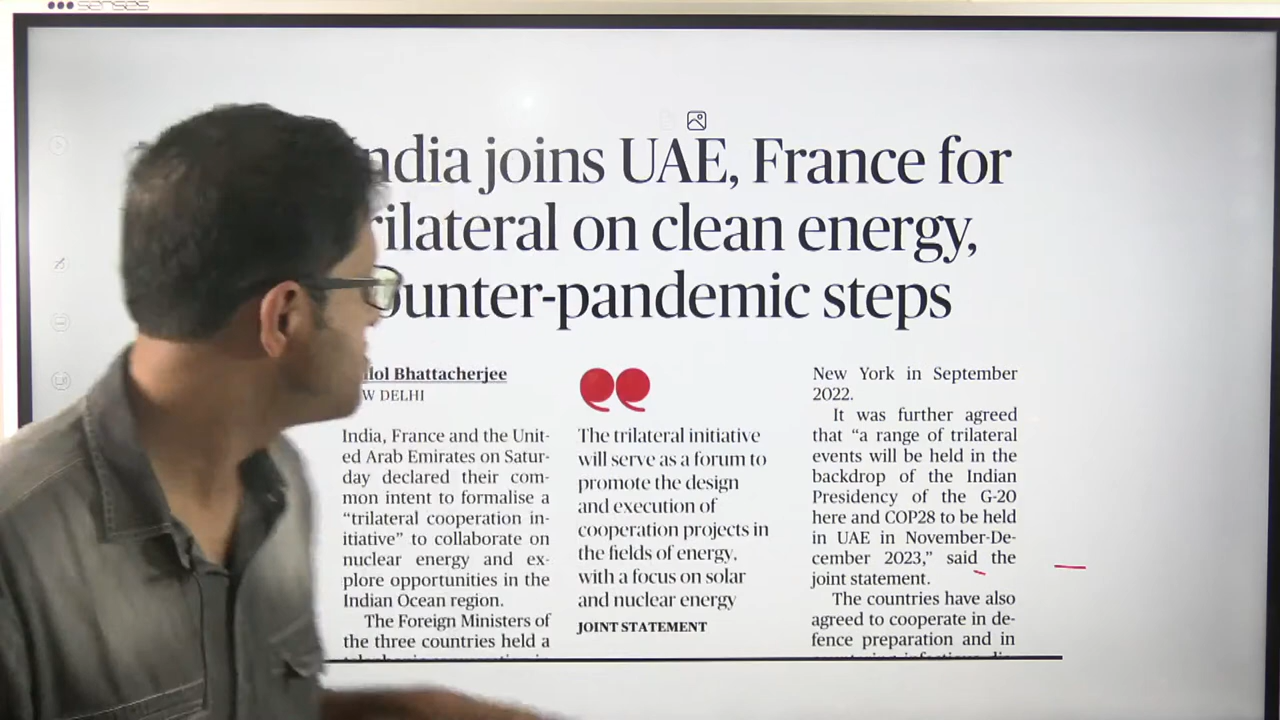 senses
ndia joins UAE, France for
rilateral on clean energy,
ounter-pandemic steps
lol Bhattacherjee
W DELHI
India, France and the Unit-
ed Arab Emirates on Satur-
day declared their com-
mon intent to formalise a
“trilateral cooperation in-
itiative” to collaborate on
nuclear energy and ex-
plore opportunities in the
Indian Ocean region.
The Foreign Ministers of
the three countries held a
The trilateral initiative
will serve as a forum to
promote the design
and execution of
cooperation projects in
the fields of energy,
with a focus on solar
and nuclear energy
JOINT STATEMENT
New York in September
2022.
It was further agreed
that “a range of trilateral
events will be held in the
backdrop of the Indian
Presidency of the G-20
here and COP28 to be held
in UAE in November-De-
cember 2023,” said the
joint statement.
The countries have also
agreed to cooperate in de-
fence preparation and in